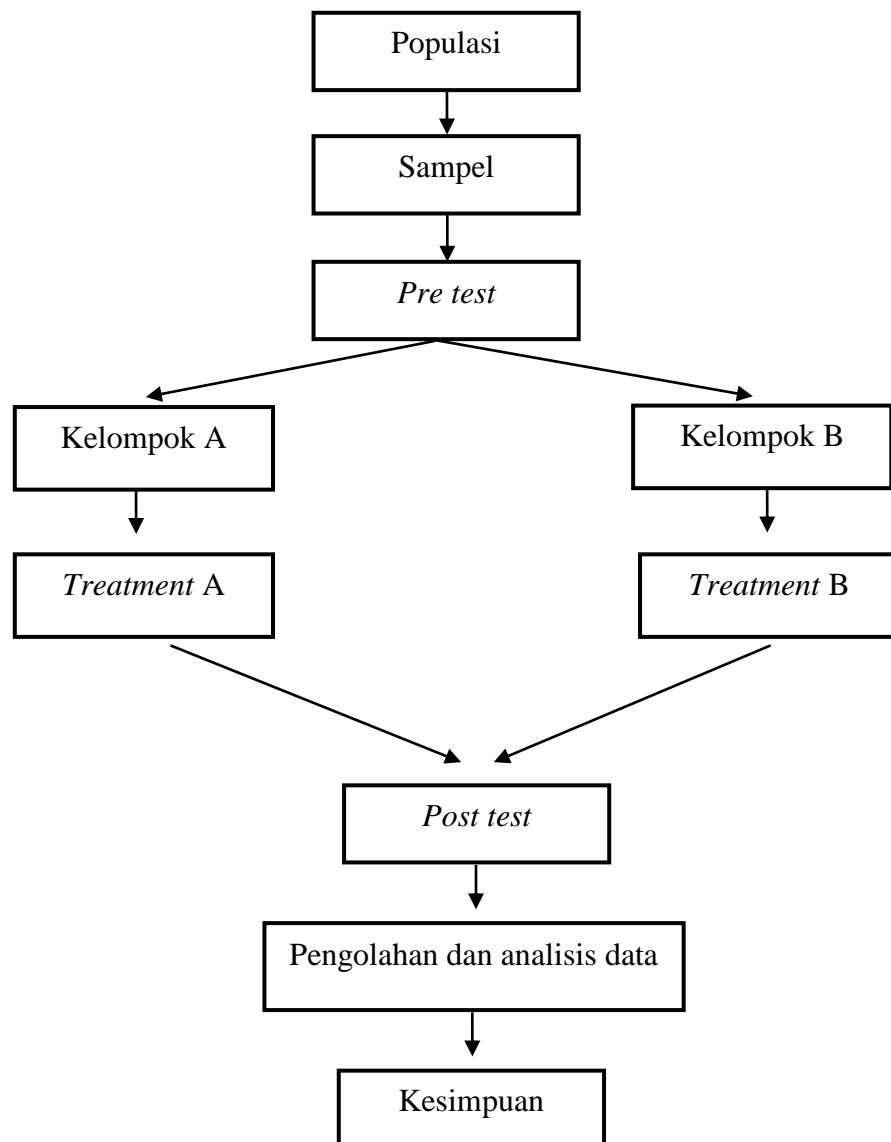 Populasi
Sampel
Pre test
Kelompok A
Kelompok B
Treatment A
Treatment B
Post test
Pengolahan dan analisis data
Kesimpuan